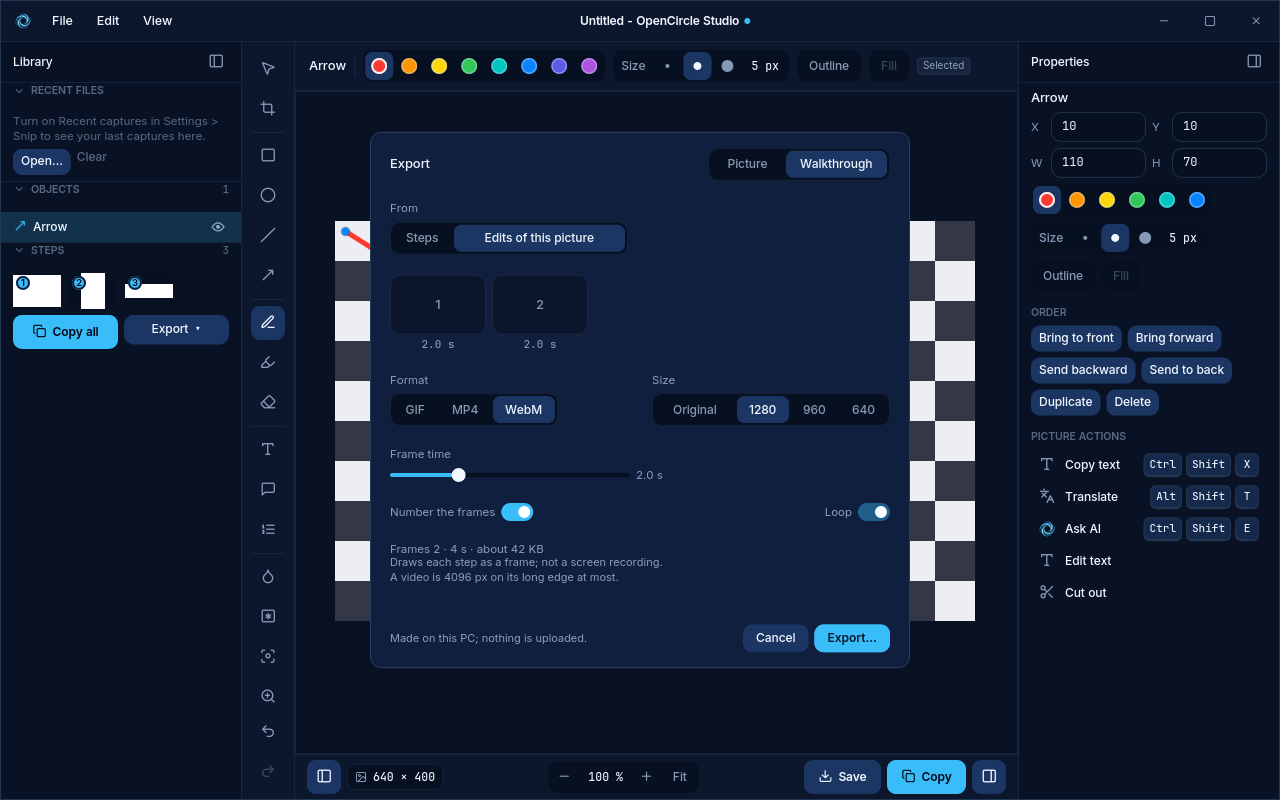 File Edit View
Untitled - OpenCircle Studio
Library
RECENT FILES
Turn on Recent captures in Settings >
Snip to see your last captures here.
Open... Clear
OBJECTS 1
Arrow
STEPS 3
1 2 3
Copy all Export
Arrow Size 5 px Outline Fill Selected
Export Picture Walkthrough
From
Steps Edits of this picture
1 2
2.0 s 2.0 s
Format Size
GIF MP4 WebM Original 1280 960 640
Frame time
2.0 s
Number the frames Loop
Frames 2 · 4 s · about 42 KB
Draws each step as a frame; not a screen recording.
A video is 4096 px on its long edge at most.
Made on this PC; nothing is uploaded. Cancel Export...
640 × 400 100 % Fit Save Copy
Properties
Arrow
X 10 Y 10
W 110 H 70
Size 5 px
Outline Fill
ORDER
Bring to front Bring forward
Send backward Send to back
Duplicate Delete
PICTURE ACTIONS
Copy text Ctrl Shift X
Translate Alt Shift T
Ask AI Ctrl Shift E
Edit text
Cut out